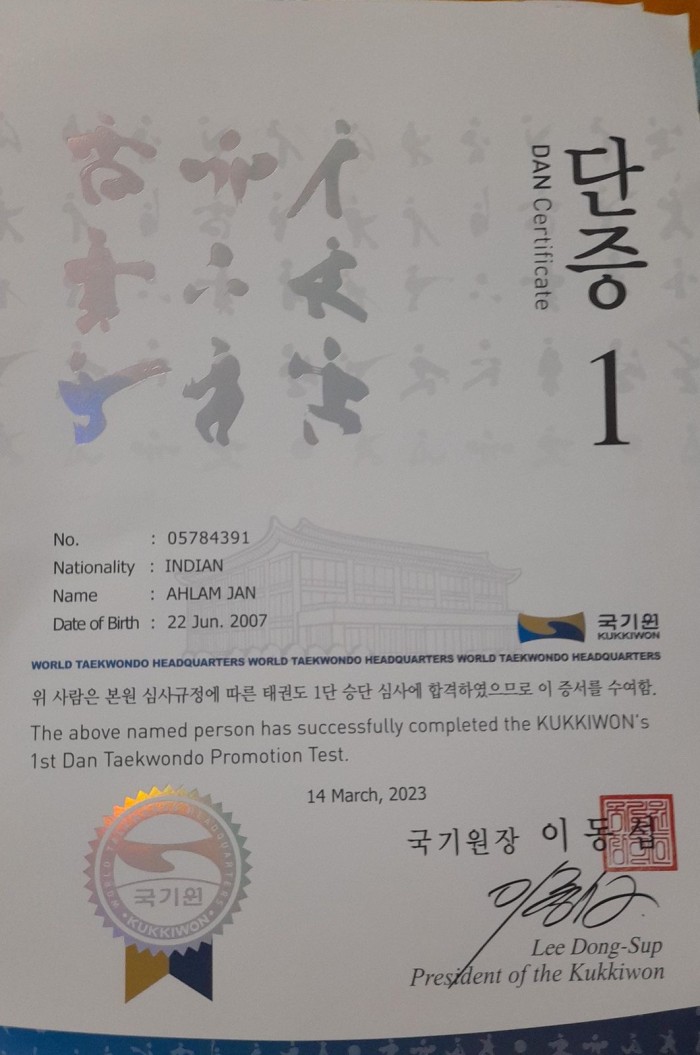 단증
DAN Certificate
1
No. : 05784391
Nationality : INDIAN
Name : AHLAM JAN
Date of Birth : 22 Jun. 2007
국기원
KUKKIWON
WORLD TAEKWONDO HEADQUARTERS WORLD TAEKWONDO HEADQUARTERS WORLD TAEKWONDO HEADQUARTERS
위 사람은 본원 심사규정에 따른 태권도 1단 승단 심사에 합격하였으므로 이 증서를 수여함.
The above named person has successfully completed the KUKKIWON's
1st Dan Taekwondo Promotion Test.
14 March, 2023
국기원장 이 동 섭
Lee Dong-Sup
President of the Kukkiwon
WORLD TAEKWONDO HEADQUARTERS
국기원
KUKKIWON